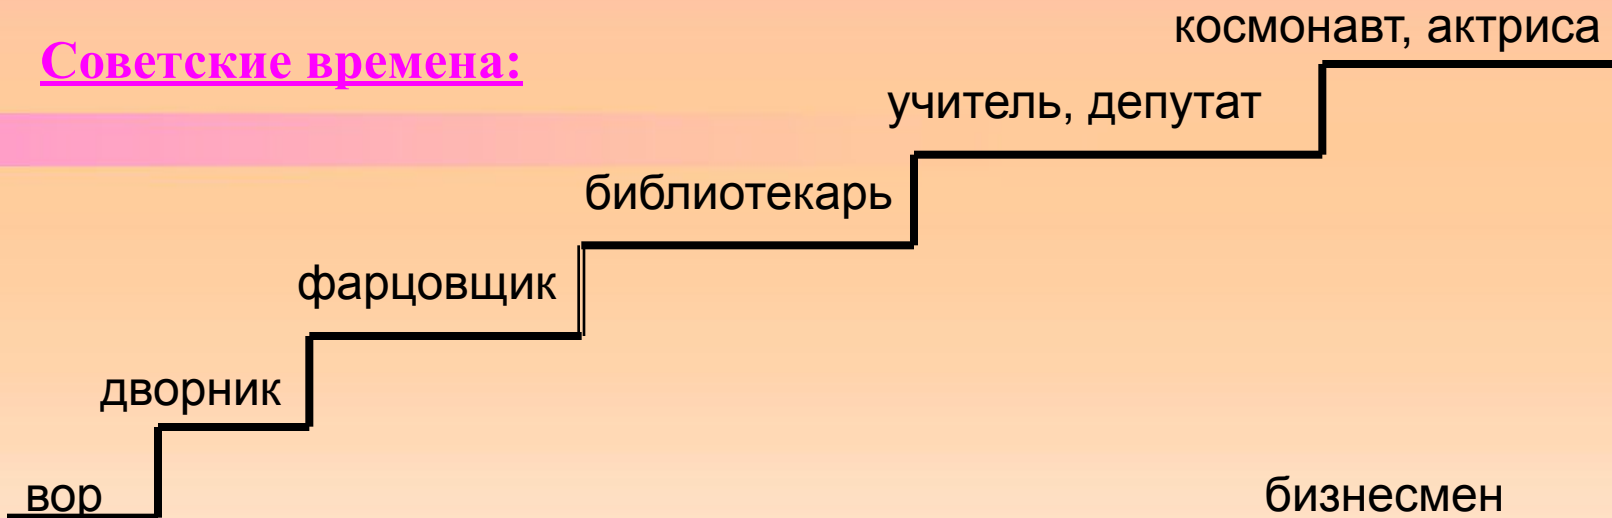 космонавт, актриса
Советские времена:
учитель, депутат
библиотекарь
фарцовщик
дворник
вор
бизнесмен